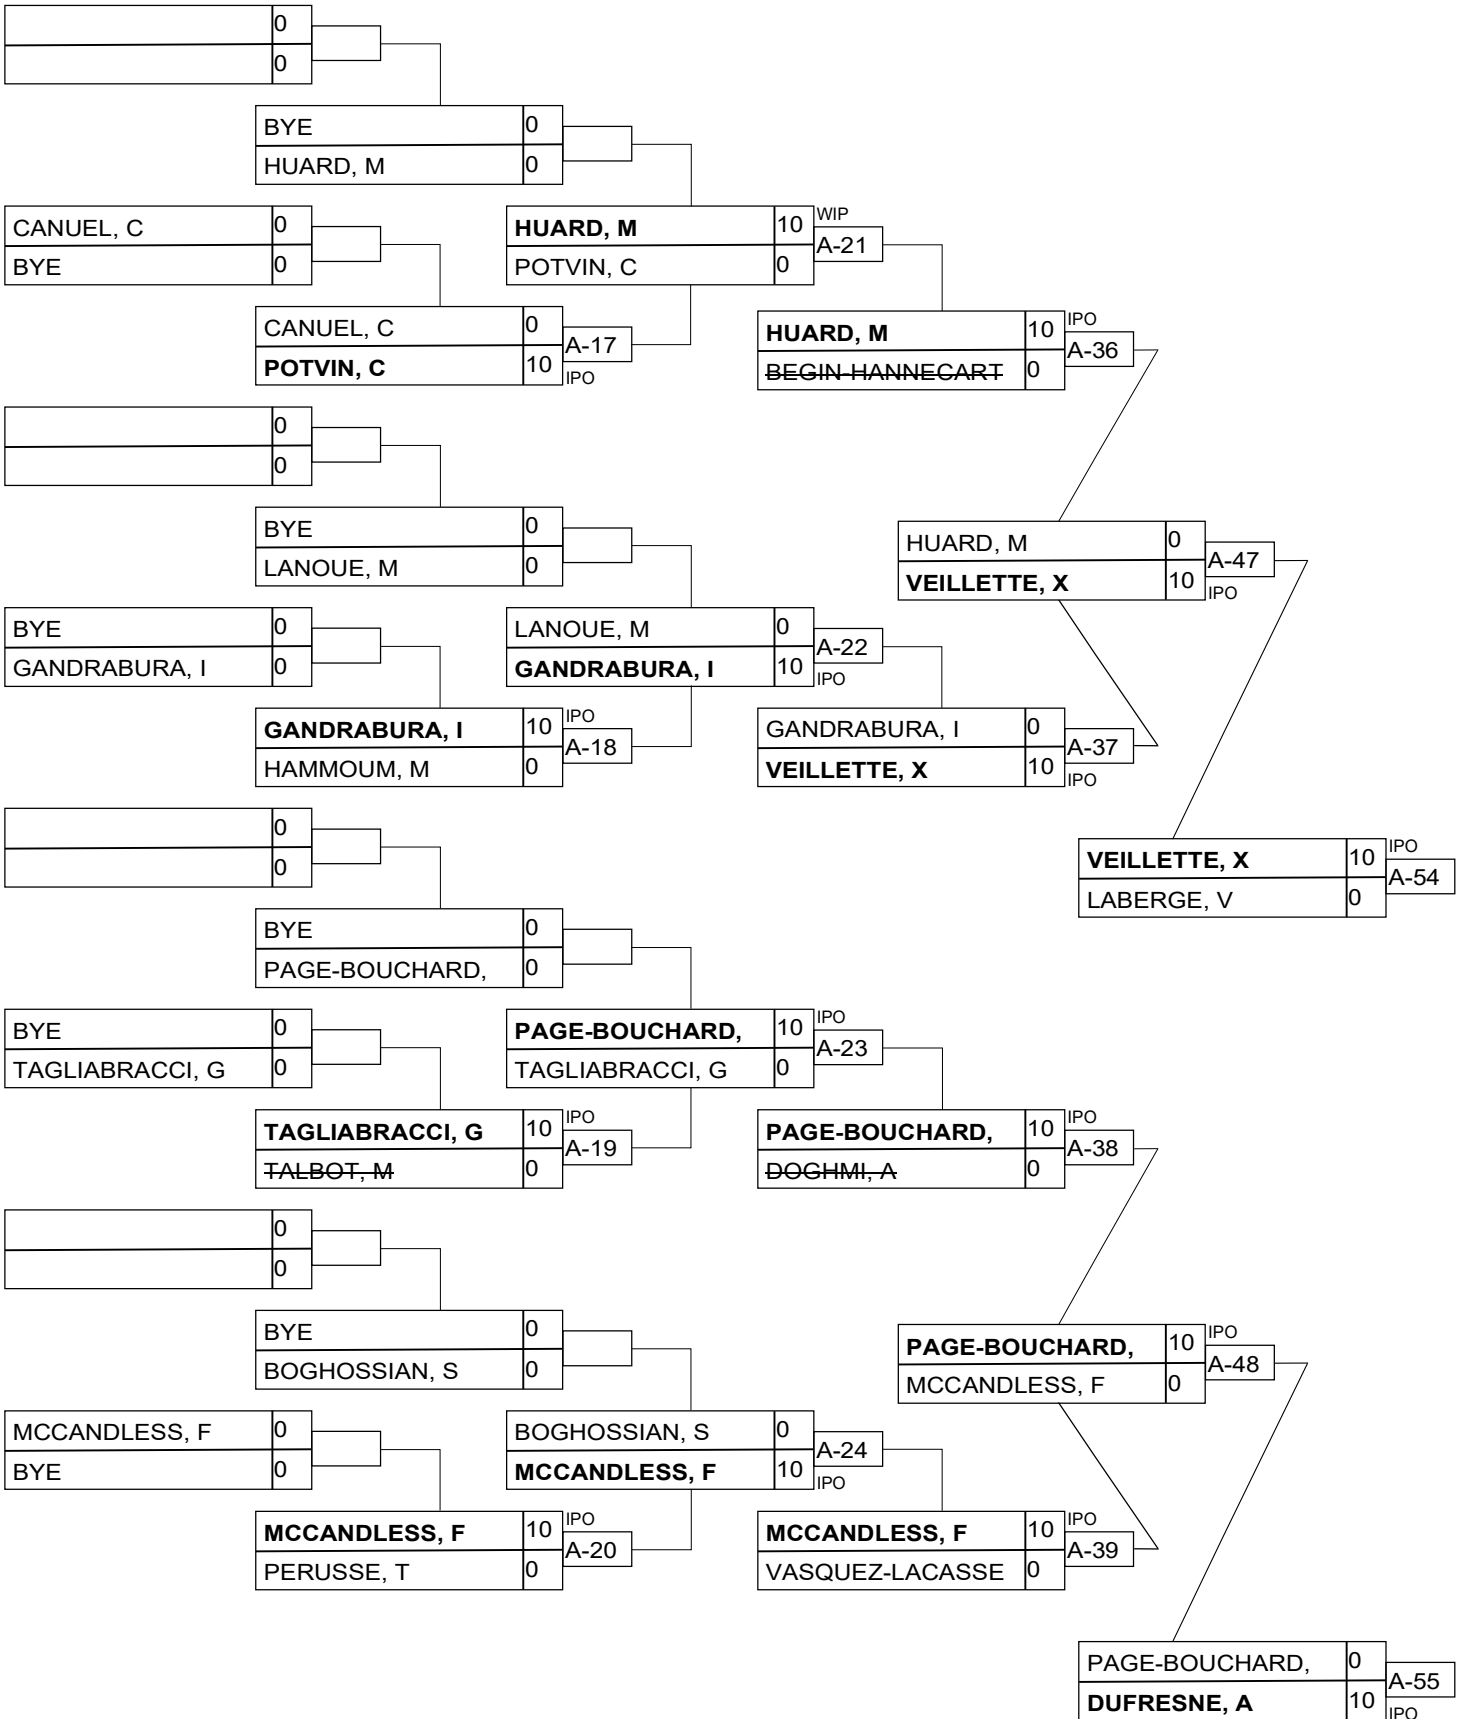 0
0
BYE 0
HUARD, M 0
CANUEL, C 0
BYE 0
HUARD, M 10 WIP
A-21
POTVIN, C 0
CANUEL, C 0
A-17
POTVIN, C 10 IPO
HUARD, M 10 IPO
A-36
BEGIN-HANNECART 0
0
0
BYE 0
LANOUE, M 0
HUARD, M 0
A-47
VEILLETTE, X 10 IPO
BYE 0
GANDRABURA, I 0
LANOUE, M 0
A-22
GANDRABURA, I 10 IPO
GANDRABURA, I 10 IPO
A-18
HAMMOUM, M 0
GANDRABURA, I 0
A-37
VEILLETTE, X 10 IPO
0
0
VEILLETTE, X 10 IPO
A-54
LABERGE, V 0
BYE 0
PAGE-BOUCHARD, 0
BYE 0
TAGLIABRACCI, G 0
PAGE-BOUCHARD, 10 IPO
A-23
TAGLIABRACCI, G 0
TAGLIABRACCI, G 10 IPO
A-19
TALBOT, M 0
PAGE-BOUCHARD, 10 IPO
A-38
DOGHMI, A 0
0
0
BYE 0
BOGHOSSIAN, S 0
PAGE-BOUCHARD, 10 IPO
A-48
MCCANDLESS, F 0
MCCANDLESS, F 0
BYE 0
BOGHOSSIAN, S 0
A-24
MCCANDLESS, F 10 IPO
MCCANDLESS, F 10 IPO
A-20
PERUSSE, T 0
MCCANDLESS, F 10 IPO
A-39
VASQUEZ-LACASSE 0
PAGE-BOUCHARD, 0
A-55
DUFRESNE, A 10 IPO